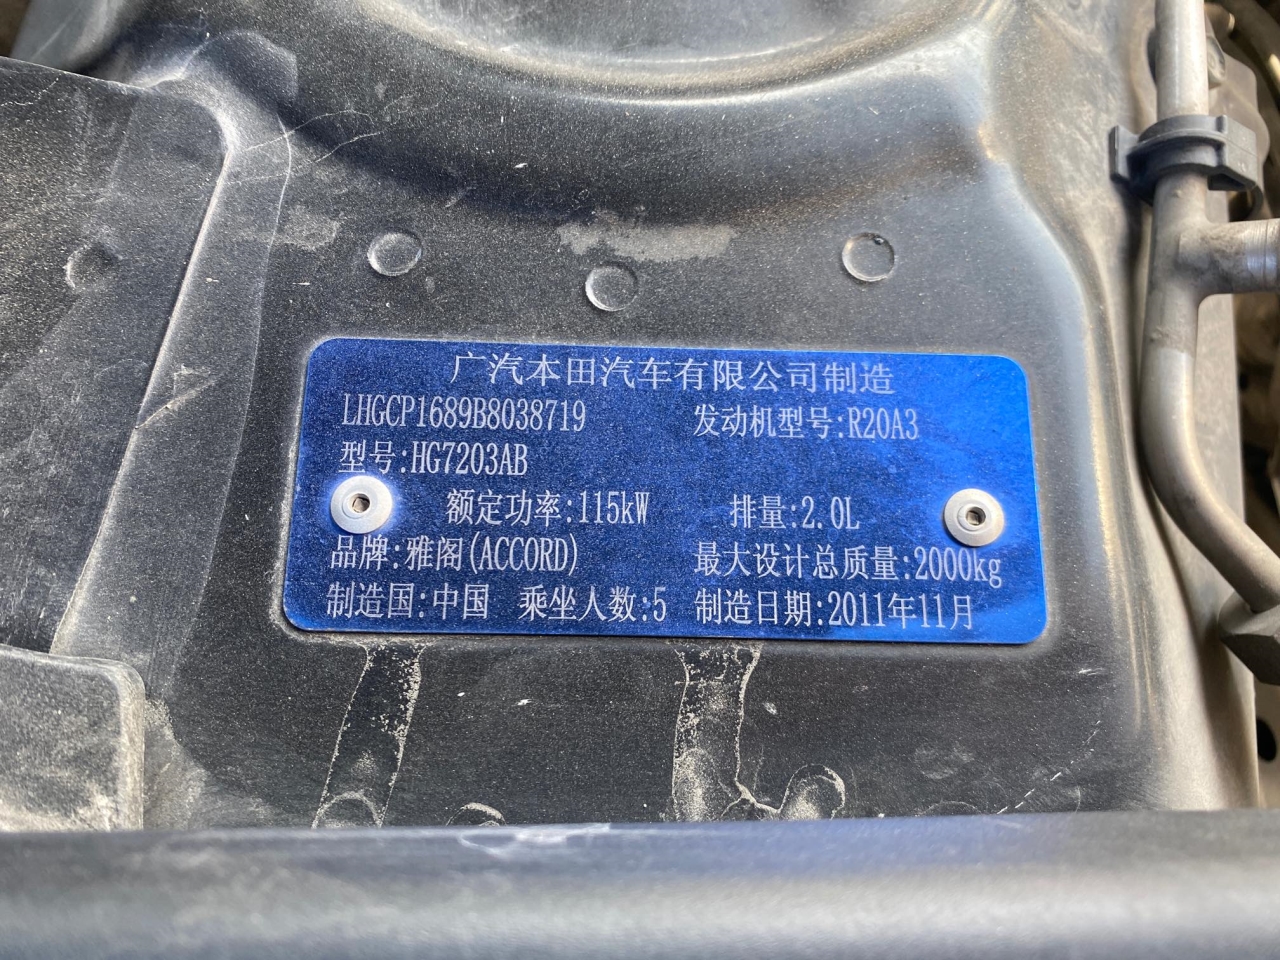 广汽本田汽车有限公司制造
LHGCP1689B8038719 发动机型号:R20A3
型号:HG7203AB
额定功率:115kW 排量:2.0L
品牌:雅阁(ACCORD) 最大设计总质量:2000kg
制造国:中国 乘坐人数:5 制造日期:2011年11月